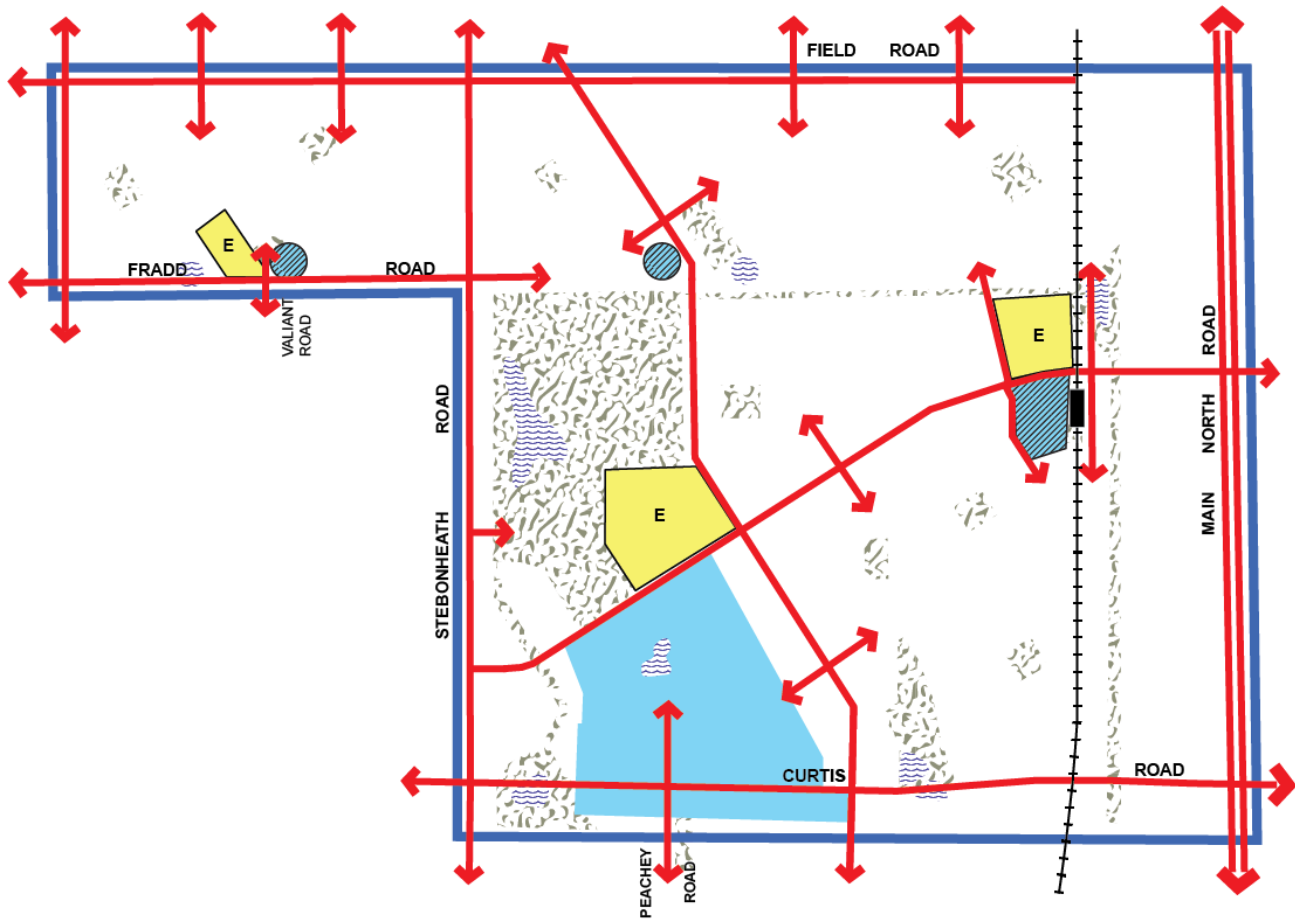 FIELD ROAD
E
FRADD ROAD
VALIANT
ROAD
E
STEBONHEATH ROAD
MAIN NORTH ROAD
E
CURTIS ROAD
PEACHEY
ROAD